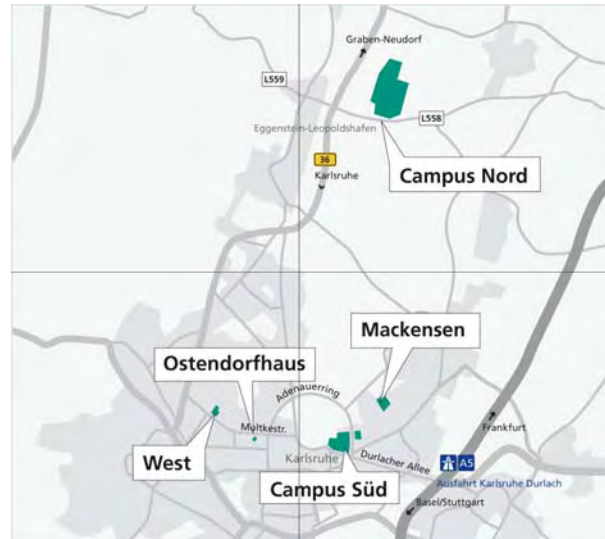 Graben-Neudorf
L559
L558
Eggenstein-Leopoldshafen
36
Karlsruhe
Campus Nord
Mackensen
Ostendorfhaus
Adenauerring
Moltkestr.
Frankfurt
West
Karlsruhe
Durlacher Allee
Campus Süd
A5
Ausfahrt Karlsruhe Durlach
Basel/Stuttgart